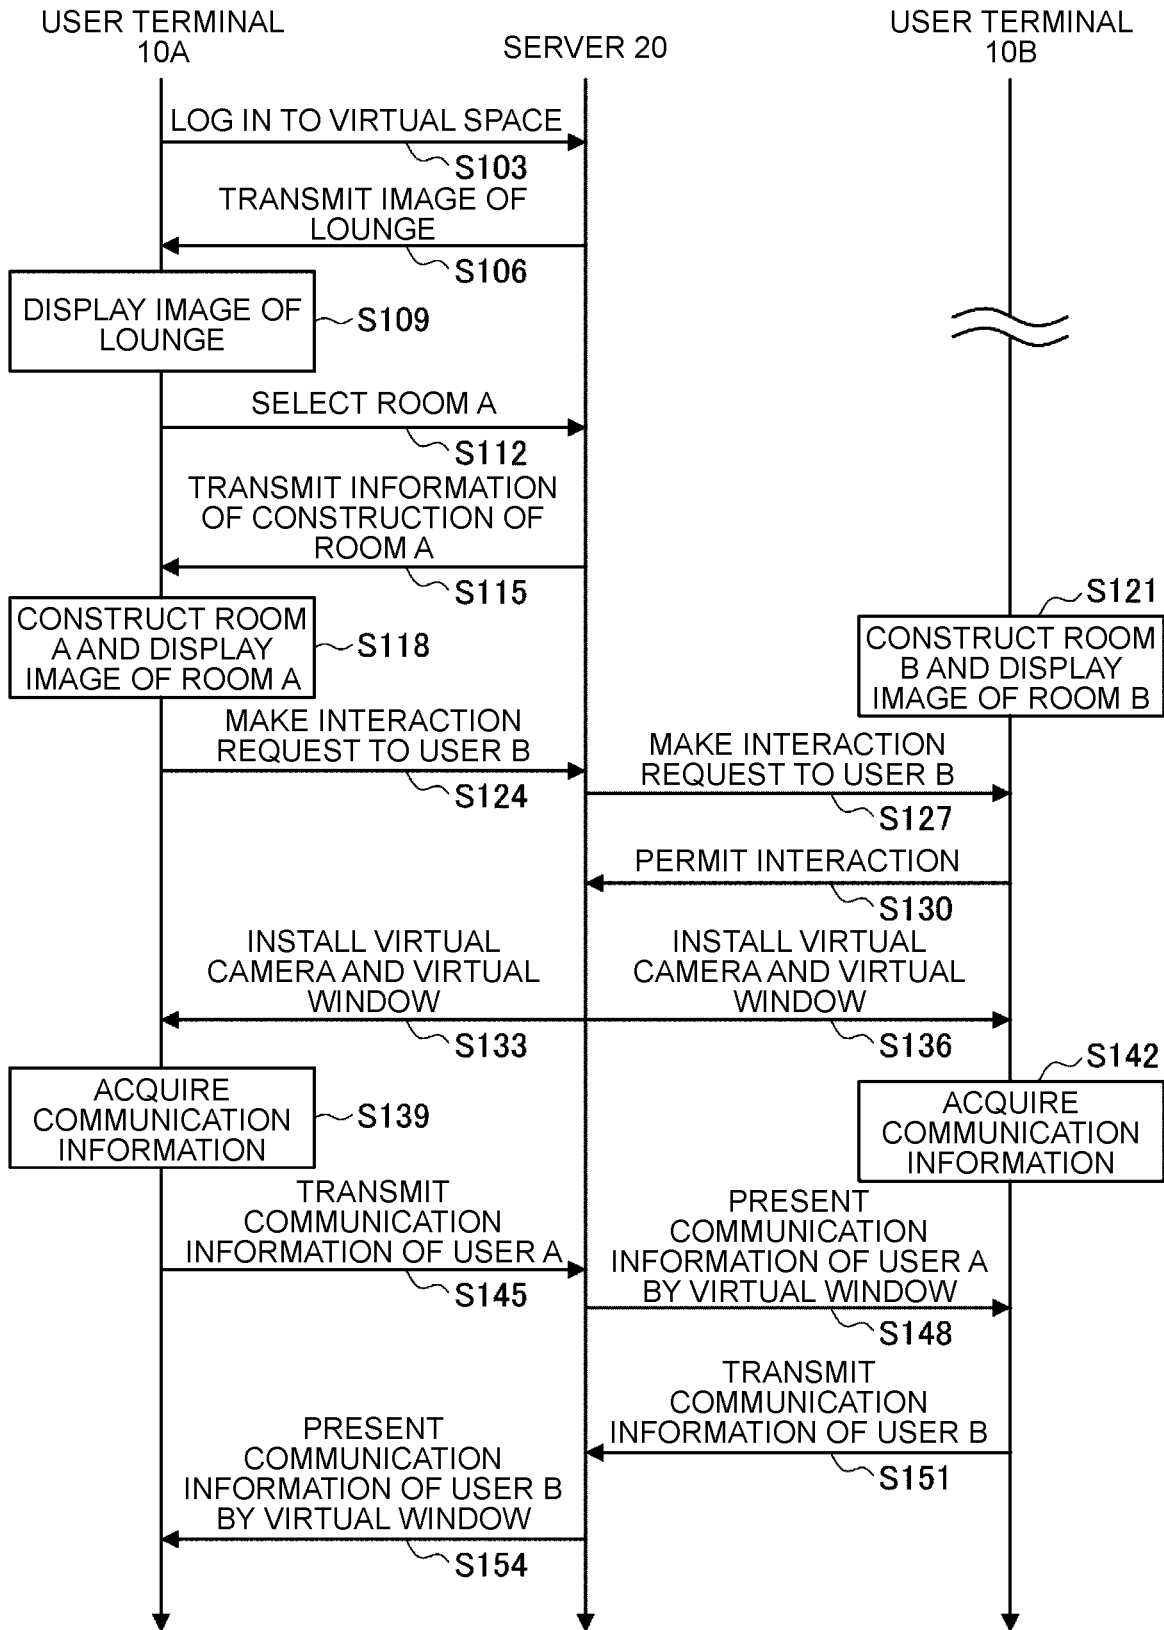 USER TERMINAL
10A
SERVER 20
USER TERMINAL
10B
LOG IN TO VIRTUAL SPACE
S103
TRANSMIT IMAGE OF
LOUNGE
S106
DISPLAY IMAGE OF
LOUNGE
S109
SELECT ROOM A
S112
TRANSMIT INFORMATION
OF CONSTRUCTION OF
ROOM A
S115
CONSTRUCT ROOM
A AND DISPLAY
IMAGE OF ROOM A
S118
S121
CONSTRUCT ROOM
B AND DISPLAY
IMAGE OF ROOM B
MAKE INTERACTION
REQUEST TO USER B
S124
MAKE INTERACTION
REQUEST TO USER B
S127
PERMIT INTERACTION
S130
INSTALL VIRTUAL
CAMERA AND VIRTUAL
WINDOW
S133
INSTALL VIRTUAL
CAMERA AND VIRTUAL
WINDOW
S136
ACQUIRE
COMMUNICATION
INFORMATION
S139
S142
ACQUIRE
COMMUNICATION
INFORMATION
TRANSMIT
COMMUNICATION
INFORMATION OF USER A
S145
PRESENT
COMMUNICATION
INFORMATION OF USER A
BY VIRTUAL WINDOW
S148
TRANSMIT
COMMUNICATION
INFORMATION OF USER B
S151
PRESENT
COMMUNICATION
INFORMATION OF USER B
BY VIRTUAL WINDOW
S154